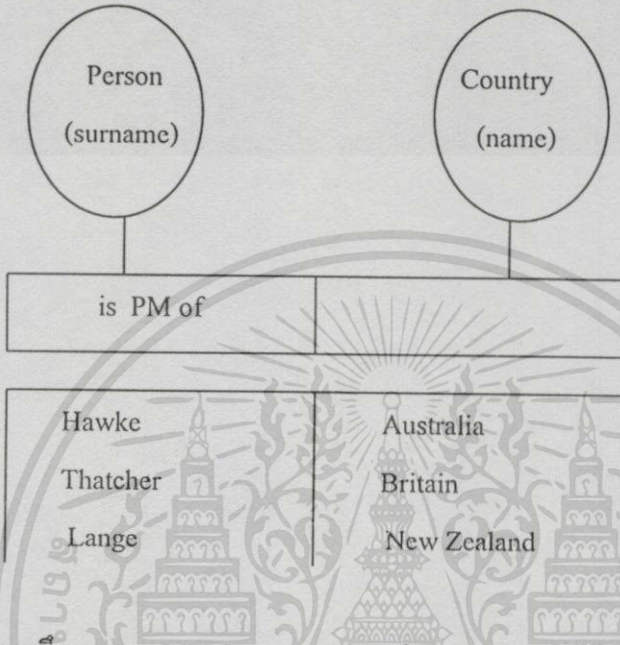 Person
(surname)
Country
(name)
is PM of
Hawke Australia
Thatcher Britain
Lange New Zealand